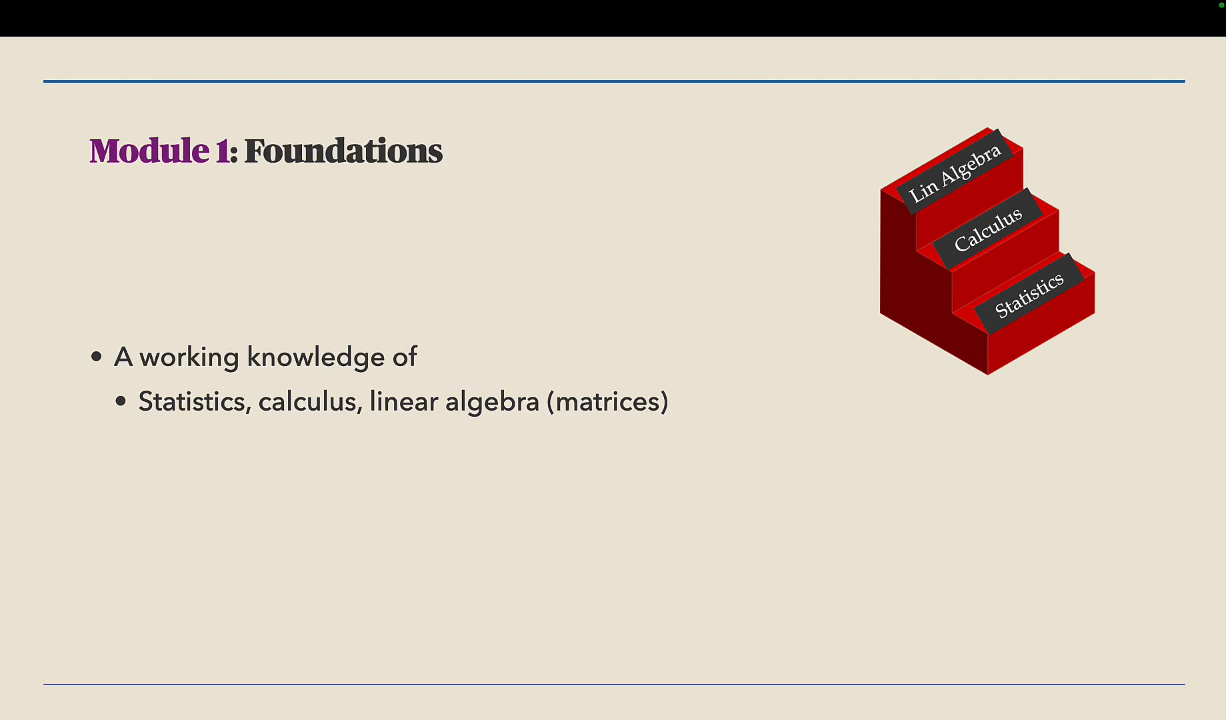 Module 1: Foundations
Lin Algebra
Calculus
Statistics
• A working knowledge of
• Statistics, calculus, linear algebra (matrices)